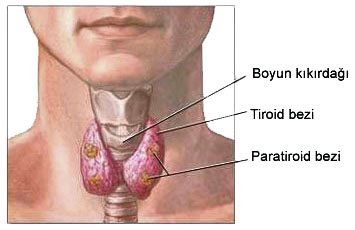 Boyun kıkırdağı
Tiroid bezi
Paratiroid bezi